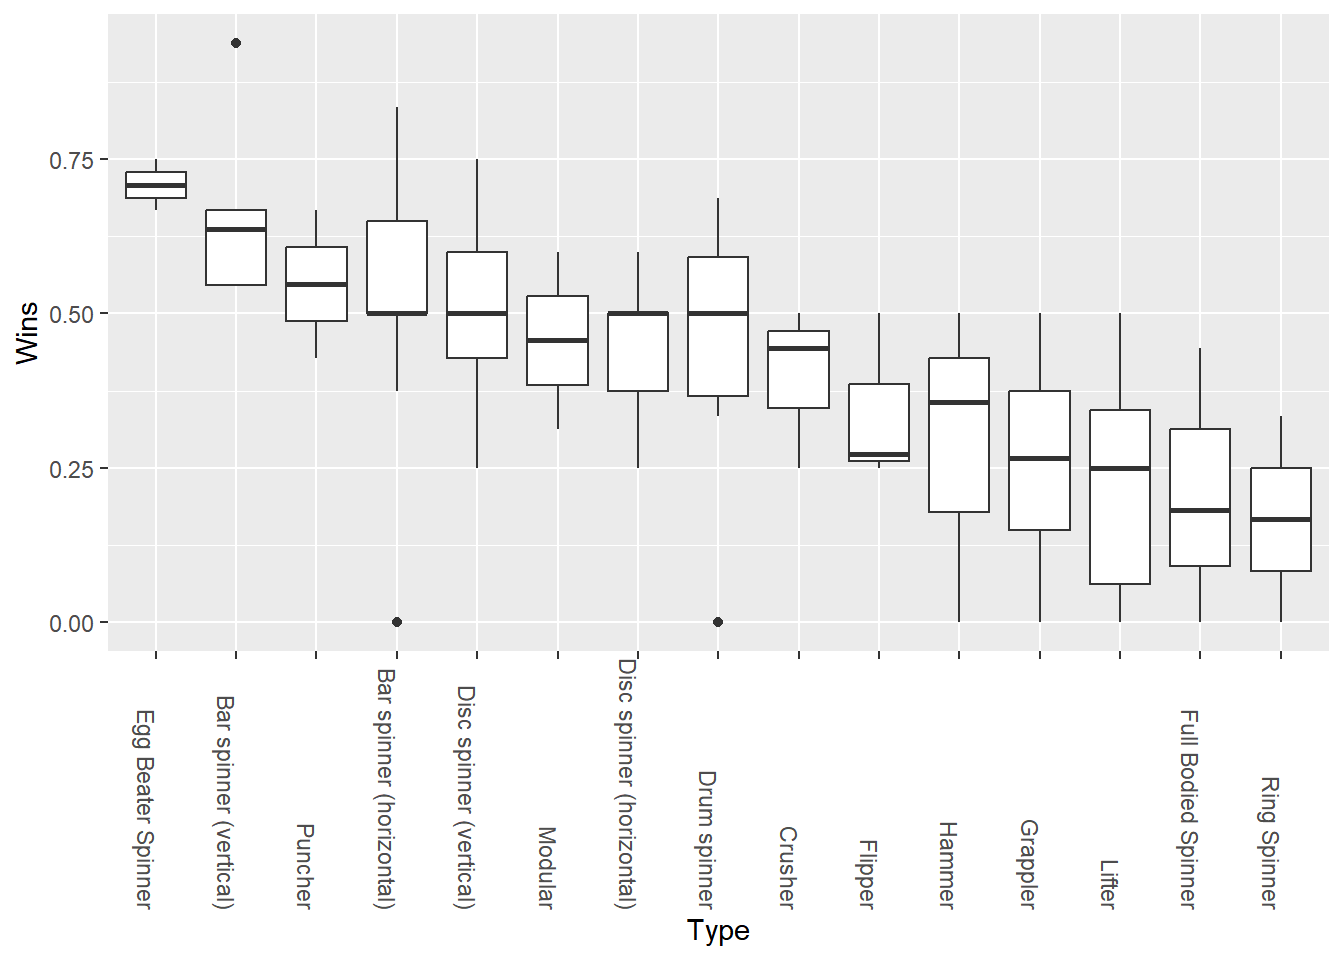 Wins
0.75
0.50
0.25
0.00
Egg Beater Spinner
Bar spinner (vertical)
Puncher
Bar spinner (horizontal)
Disc spinner (vertical)
Modular
Disc spinner (horizontal)
Drum spinner
Crusher
Flipper
Hammer
Grappler
Lifter
Full Bodied Spinner
Ring Spinner
Type